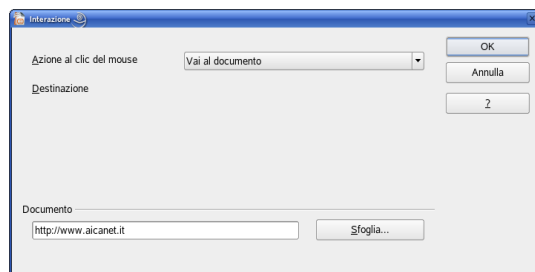 Interazione
Azione al clic del mouse
Vai al documento
OK
Annulla
Destinazione
?
Documento
http://www.aicanet.it
Sfoglia...